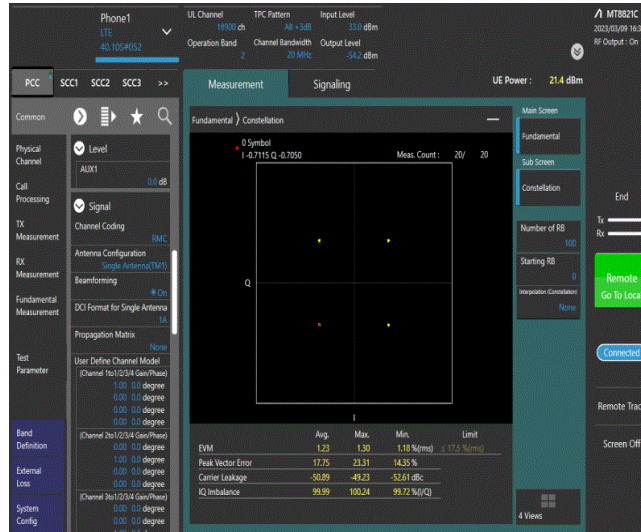 Phone1
LTE
40.10S#052
UL Channel
18900 ch
TPC Pattern
All +3dB
Input Level
33.0 dBm
Operation Band
2
Channel Bandwidth
20 MHz
Output Level
-54.2 dBm
MT8821C
2023/03/09 16:3
RF Output : On
PCC SCC1 SCC2 SCC3 >>
Measurement
Signaling
UE Power : 21.4 dBm
Common
Physical
Channel
Call
Processing
TX
Measurement
RX
Measurement
Fundamental
Measurement
Test
Parameter
Band
Definition
External
Loss
System
Config
Level
AUX1
0.0 dB
Signal
Channel Coding
RMC
Antenna Configuration
Single Antenna(TM1)
Beamforming
On
DCI Format for Single Antenna
1A
Propagation Matrix
None
User Define Channel Model
(Channel 1to1/2/3/4 Gain/Phase)
1.00 0.0 degree
0.00 0.0 degree
0.00 0.0 degree
0.00 0.0 degree
(Channel 2to1/2/3/4 Gain/Phase)
0.00 0.0 degree
1.00 0.0 degree
0.00 0.0 degree
0.00 0.0 degree
(Channel 3to1/2/3/4 Gain/Phase)
0.00 0.0 degree
0.00 0.0 degree
Fundamental 〉 Constellation
0 Symbol
I -0.7115 Q -0.7050
Meas. Count : 20/ 20
Q
I
Avg. Max. Min. Limit
EVM 1.23 1.30 1.18 %(rms) ≤ 17.5 %(rms)
Peak Vector Error 17.75 23.31 14.35 %
Carrier Leakage -50.89 -49.23 -52.61 dBc
IQ Imbalance 99.99 100.24 99.72 %(I/Q)
Main Screen
Fundamental
Sub Screen
Constellation
Number of RB
100
Starting RB
0
Interpolation (Constellation)
None
4 Views
End
Tx
Rx
Remote
Go To Loca
Connected
Remote Trac
Screen Off